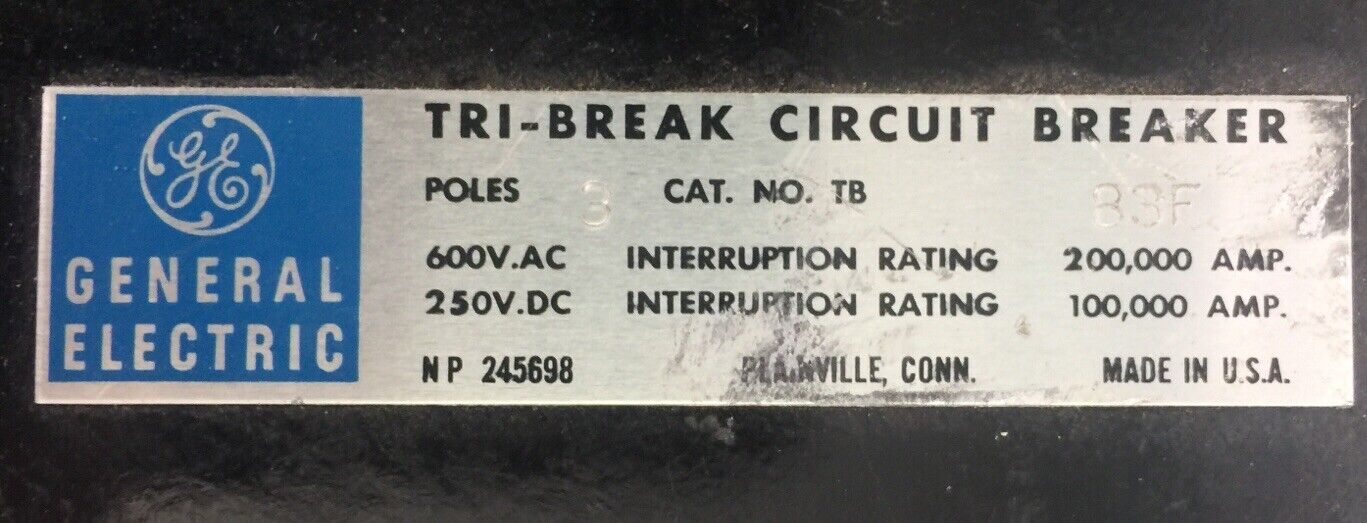 GE
GENERAL
ELECTRIC
TRI-BREAK CIRCUIT BREAKER
POLES 3 CAT. NO. TB 83F
600V.AC INTERRUPTION RATING 200,000 AMP.
250V.DC INTERRUPTION RATING 100,000 AMP.
NP 245698 PLAINVILLE, CONN. MADE IN U.S.A.